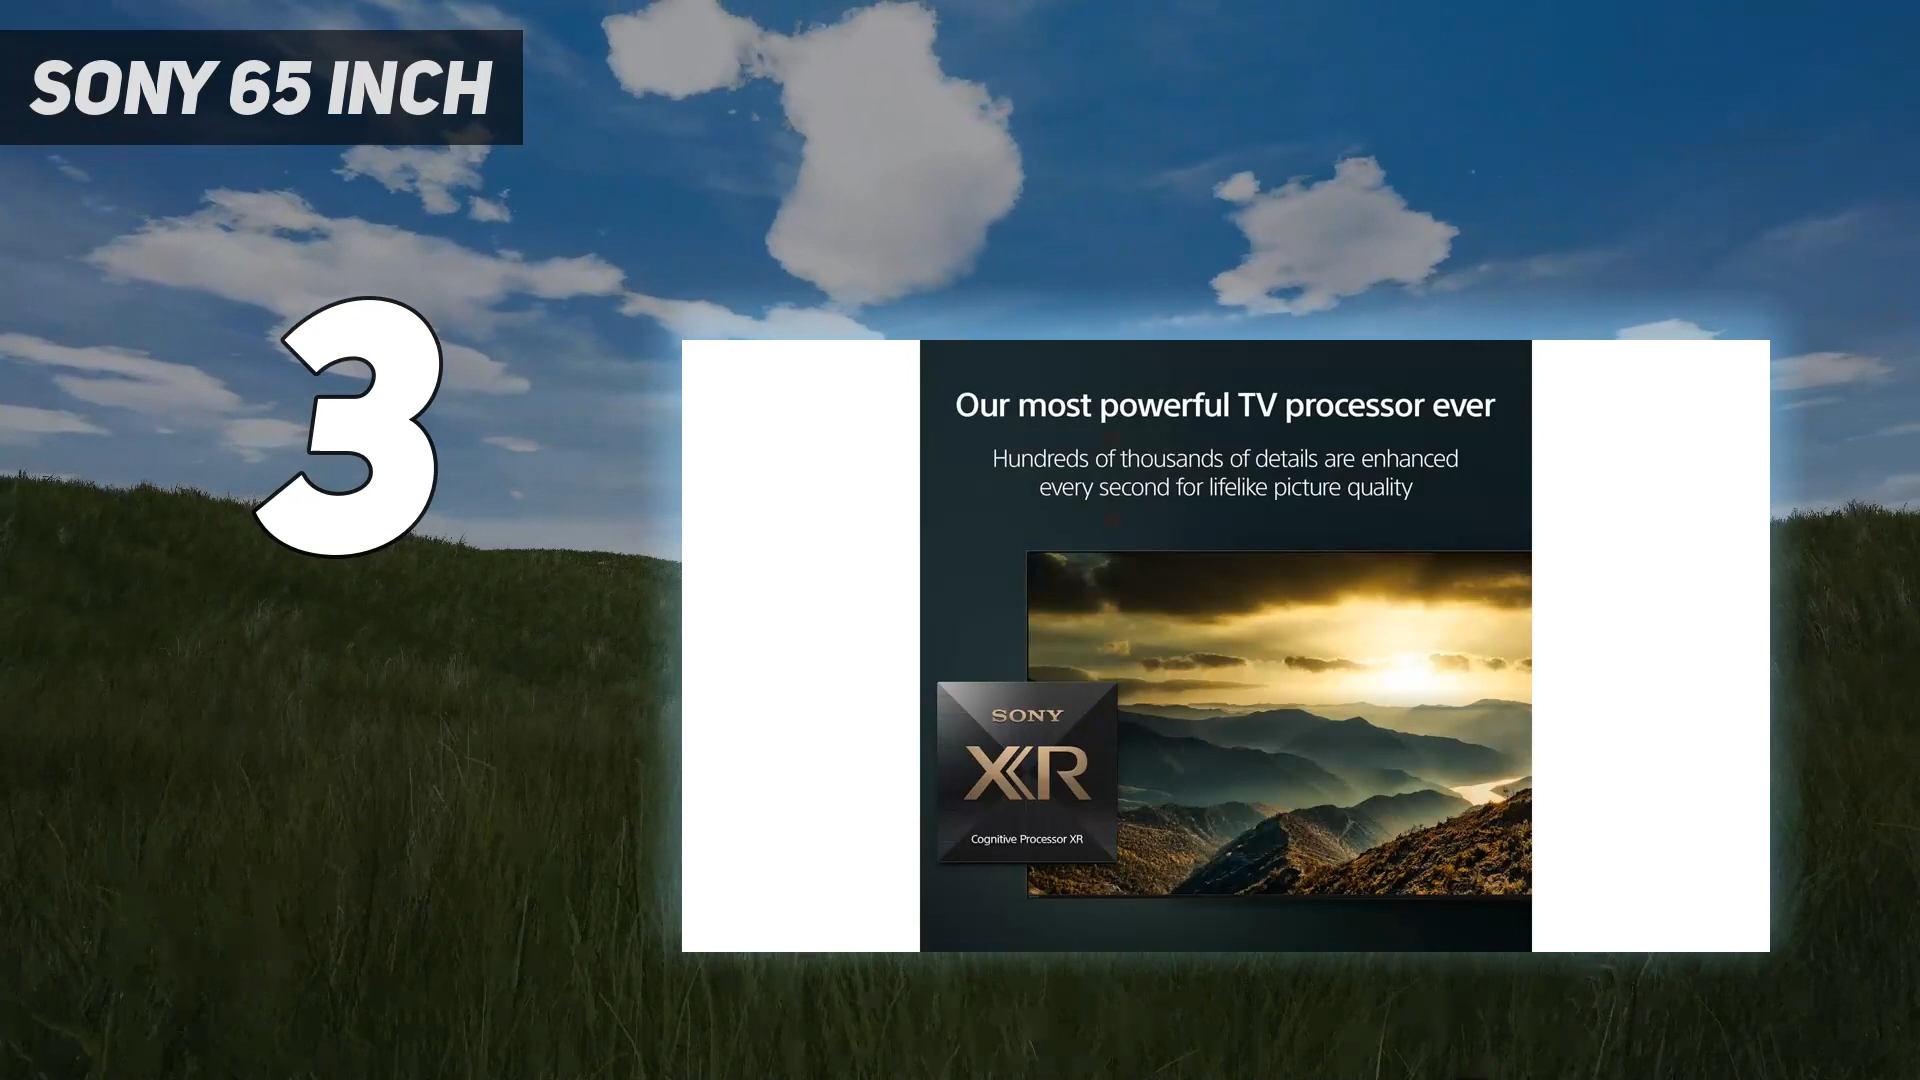 SONY 65 INCH
3
Our most powerful TV processor ever
Hundreds of thousands of details are enhanced
every second for lifelike picture quality
SONY
XR
Cognitive Processor XR